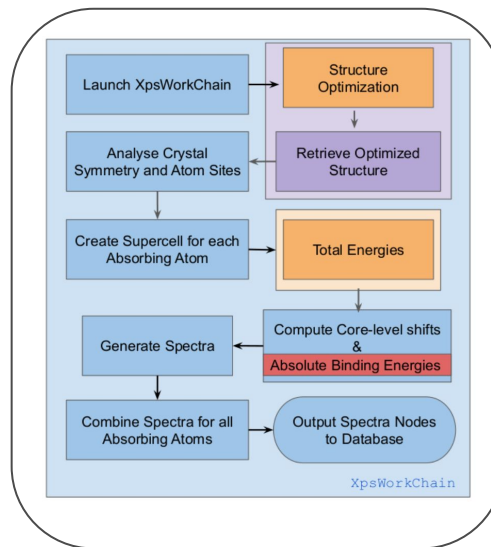 Launch XpsWorkChain
Structure
Optimization
Analyse Crystal
Symmetry and Atom Sites
Retrieve Optimized
Structure
Create Supercell for each
Absorbing Atom
Total Energies
Compute Core-level shifts
&
Absolute Binding Energies
Generate Spectra
Combine Spectra for all
Absorbing Atoms
Output Spectra Nodes
to Database
XpsWorkChain